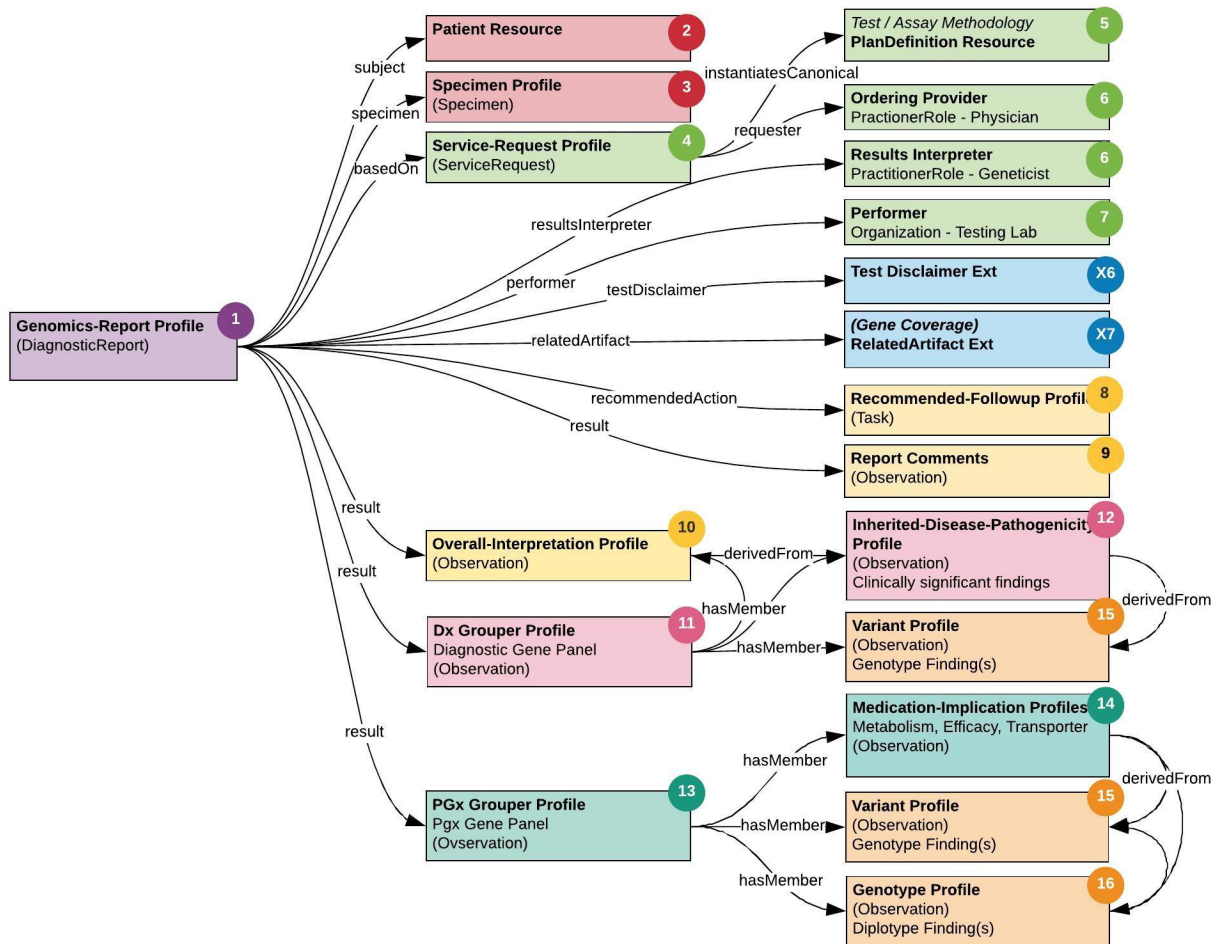 Patient Resource
2
subject
Specimen Profile
(Specimen)
3
specimen
Service-Request Profile
(ServiceRequest)
4
basedOn
Test / Assay Methodology
PlanDefinition Resource
5
instantiatesCanonical
Ordering Provider
PractionerRole - Physician
6
requester
Results Interpreter
PractitionerRole - Geneticist
6
resultsInterpreter
Performer
Organization - Testing Lab
7
performer
Test Disclaimer Ext
X6
testDisclaimer
Genomics-Report Profile
(DiagnosticReport)
1
(Gene Coverage)
RelatedArtifact Ext
X7
relatedArtifact
Recommended-Followup Profil
(Task)
8
recommendedAction
Report Comments
(Observation)
9
result
result
Overall-Interpretation Profile
(Observation)
10
derivedFrom
Inherited-Disease-Pathogenicity
Profile
(Observation)
Clinically significant findings
12
derivedFrom
result
Dx Grouper Profile
Diagnostic Gene Panel
(Observation)
11
hasMember
hasMember
Variant Profile
(Observation)
Genotype Finding(s)
15
result
Medication-Implication Profiles
Metabolism, Efficacy, Transporter
(Observation)
14
hasMember
derivedFrom
PGx Grouper Profile
Pgx Gene Panel
(Ovservation)
13
hasMember
Variant Profile
(Observation)
Genotype Finding(s)
15
hasMember
Genotype Profile
(Observation)
Diplotype Finding(s)
16